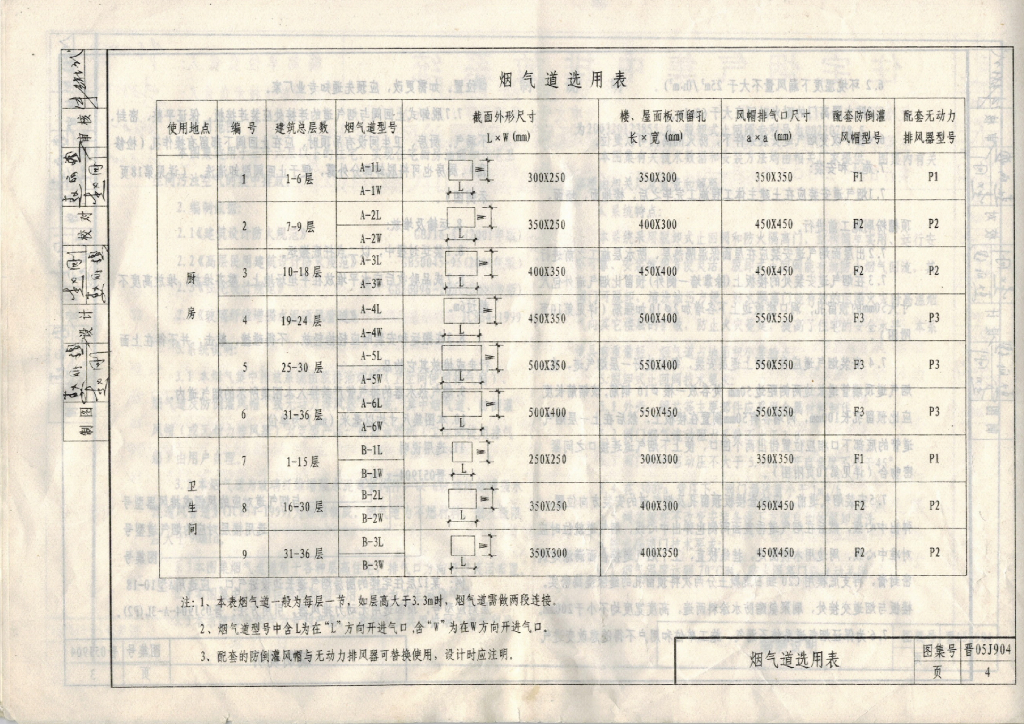 烟气道选用表
使用地点 编号 建筑总层数 烟气道型号 截面外形尺寸 L×W(mm) 楼、屋面板预留孔 长×宽(mm) 风帽排气口尺寸 a×a(mm) 配套防倒灌风帽型号 配套无动力排风器型号
厨房
1 1-6层 A-1L A-1W L W 300X250 350X300 350X350 F1 P1
2 7-9层 A-2L A-2W L W 350X250 400X300 450X450 F2 P2
3 10-18层 A-3L A-3W L W 400X350 450X400 450X450 F2 P2
4 19-24层 A-4L A-4W L W 450X350 500X400 550X550 F3 P3
5 25-30层 A-5L A-5W L W 500X350 550X400 550X550 F3 P3
6 31-36层 A-6L A-6W L W 500X400 550X450 550X550 F3 P3
卫生间
7 1-15层 B-1L B-1W L W 250X250 300X300 350X350 F1 P1
8 16-30层 B-2L B-2W L W 350X250 400X300 450X450 F2 P2
9 31-36层 B-3L B-3W L W 350X300 400X350 450X450 F2 P2
注:1、本表烟气道一般为每层一节,如层高大于3.3m时,烟气道需做两段连接.
2、烟气道型号中含L为在"L"方向开进气口,含"W"为在W方向开进气口.
3、配套的防倒灌风帽与无动力排风器可替换使用,设计时应注明.
烟气道选用表 图集号 晋05J904
页 4
审核
校对
设计
制图